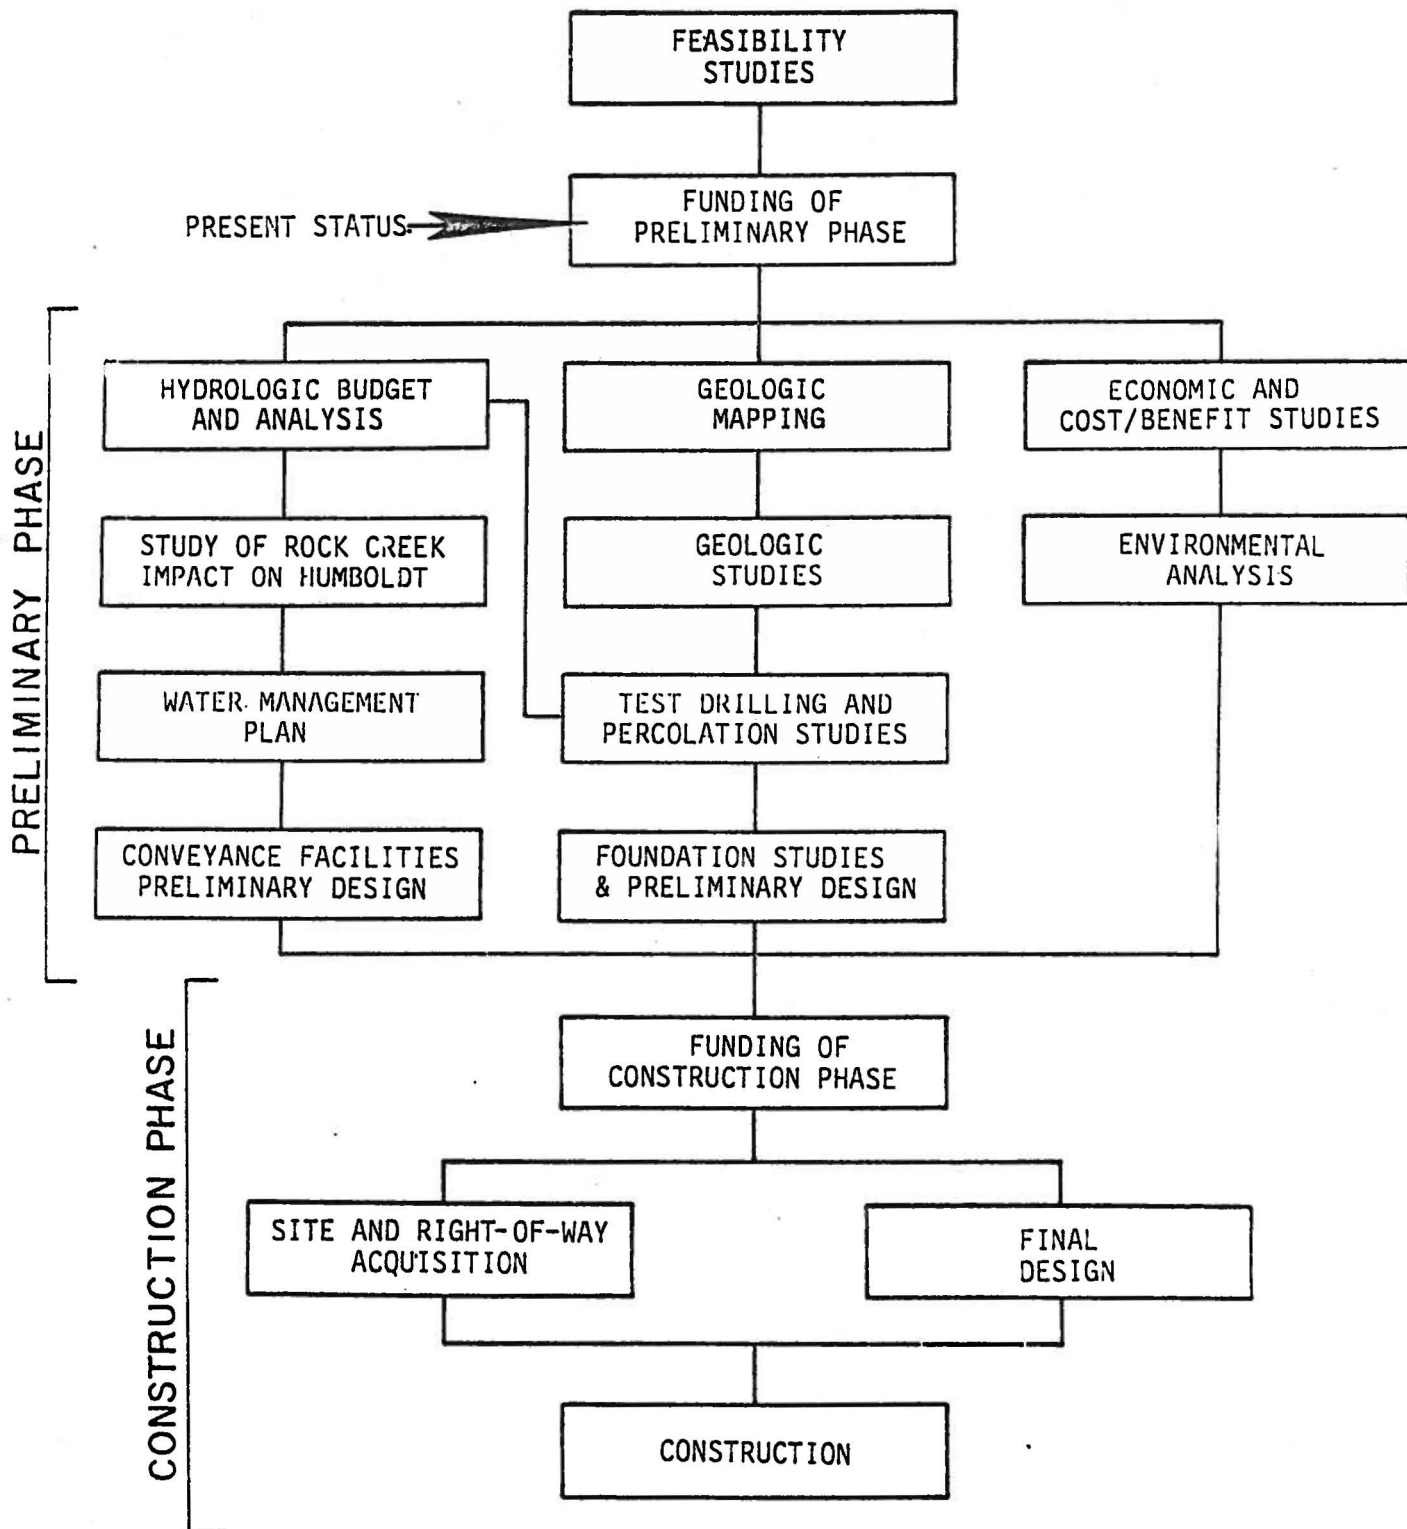 FEASIBILITY
STUDIES
FUNDING OF
PRELIMINARY PHASE
PRESENT STATUS
PRELIMINARY PHASE
HYDROLOGIC BUDGET
AND ANALYSIS
GEOLOGIC
MAPPING
ECONOMIC AND
COST/BENEFIT STUDIES
STUDY OF ROCK CREEK
IMPACT ON HUMBOLDT
GEOLOGIC
STUDIES
ENVIRONMENTAL
ANALYSIS
WATER MANAGEMENT
PLAN
TEST DRILLING AND
PERCOLATION STUDIES
CONVEYANCE FACILITIES
PRELIMINARY DESIGN
FOUNDATION STUDIES
& PRELIMINARY DESIGN
CONSTRUCTION PHASE
FUNDING OF
CONSTRUCTION PHASE
SITE AND RIGHT-OF-WAY
ACQUISITION
FINAL
DESIGN
CONSTRUCTION